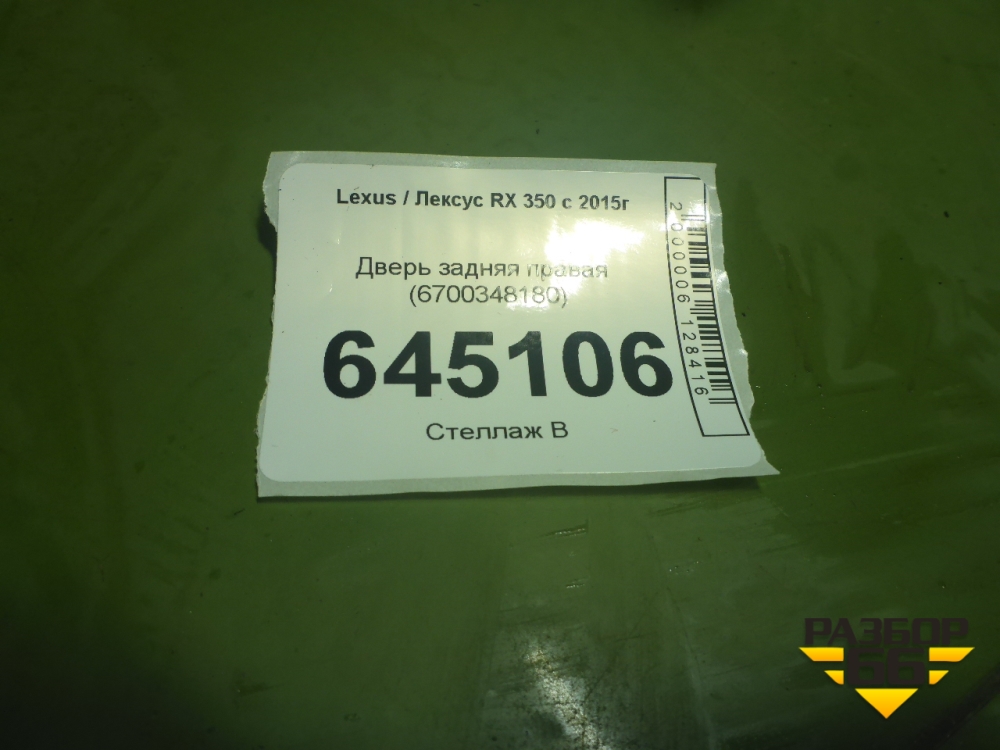 Lexus / Лексус RX 350 с 2015г
Дверь задняя правая
(6700348180)
645106
Стеллаж В
2000006128416
РАЗБОР
66